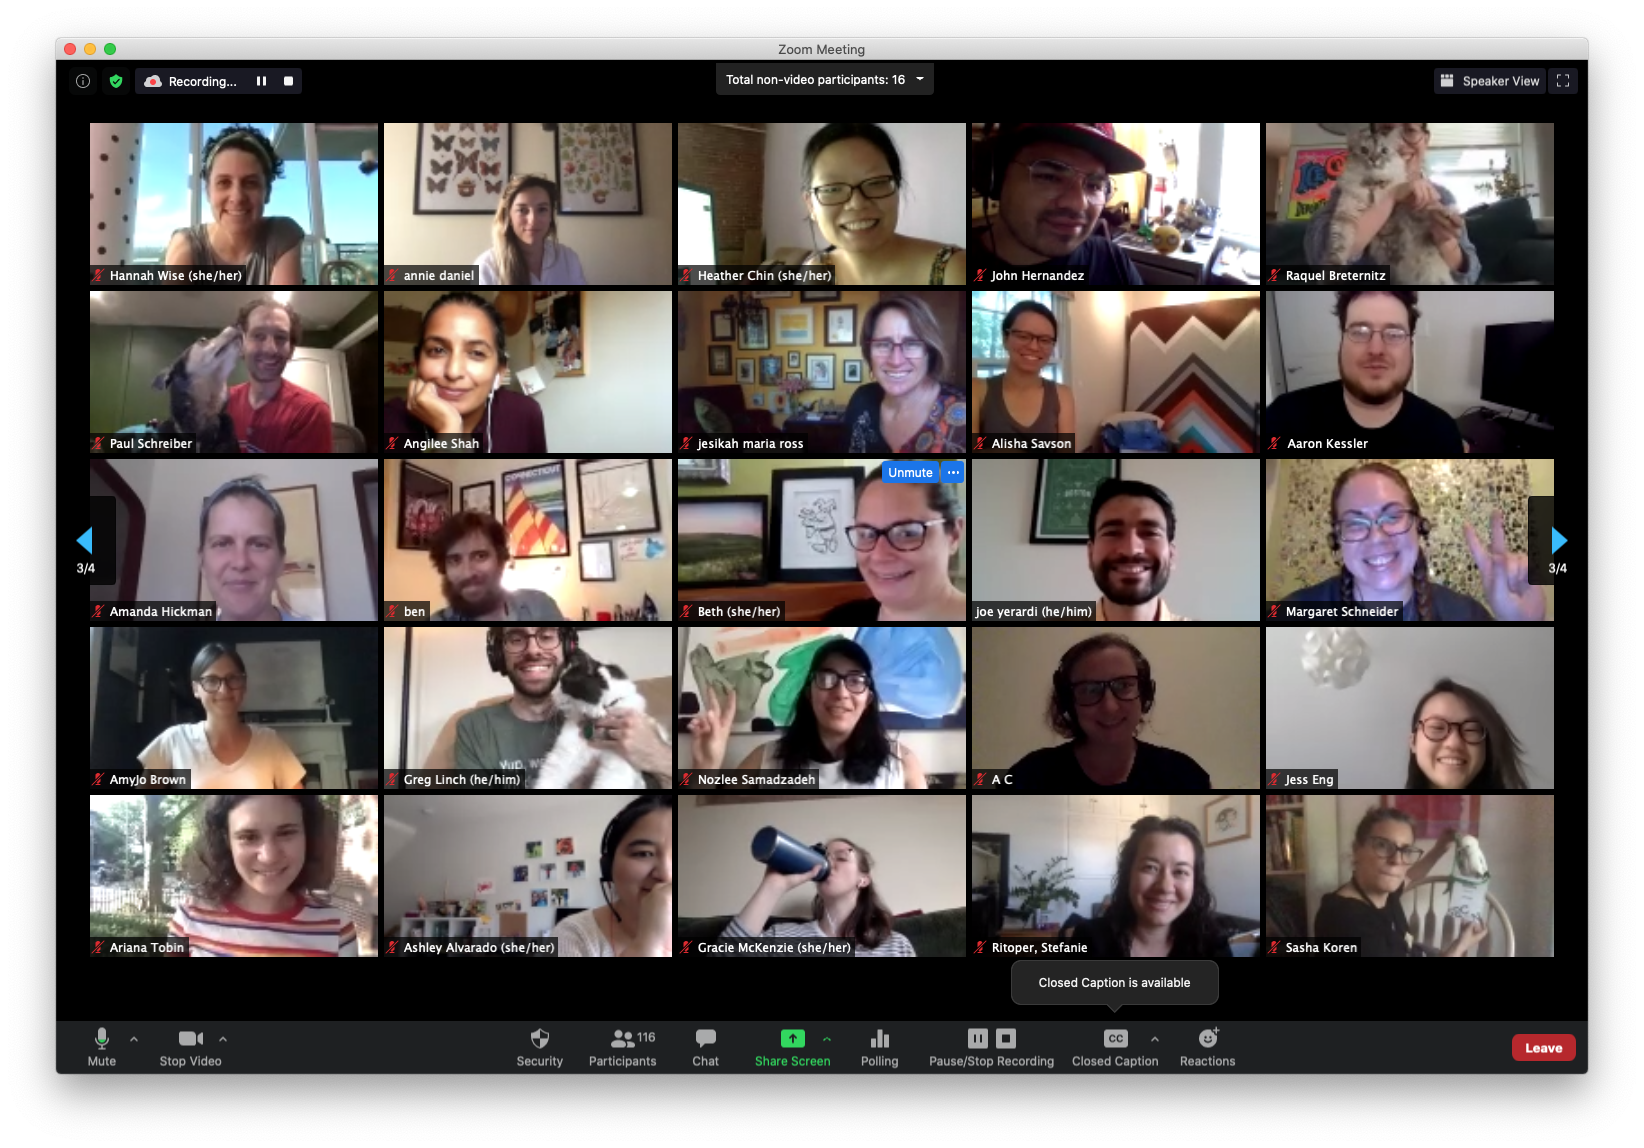 Zoom Meeting
Recording...
Total non-video participants: 16
Speaker View
Hannah Wise (she/her)
annie daniel
Heather Chin (she/her)
John Hernandez
Raquel Breternitz
Paul Schreiber
Angilee Shah
jesikah maria ross
Alisha Savson
Aaron Kessler
CONNECTICUT
Unmute
3/4
3/4
Amanda Hickman
ben
Beth (she/her)
joe yerardi (he/him)
Margaret Schneider
Yup,
AmyJo Brown
Greg Linch (he/him)
Nozlee Samadzadeh
A C
Jess Eng
Ariana Tobin
Ashley Alvarado (she/her)
Gracie McKenzie (she/her)
Ritoper, Stefanie
Sasha Koren
Closed Caption is available
116
CC
Mute
Stop Video
Security
Participants
Chat
Share Screen
Polling
Pause/Stop Recording
Closed Caption
Reactions
Leave